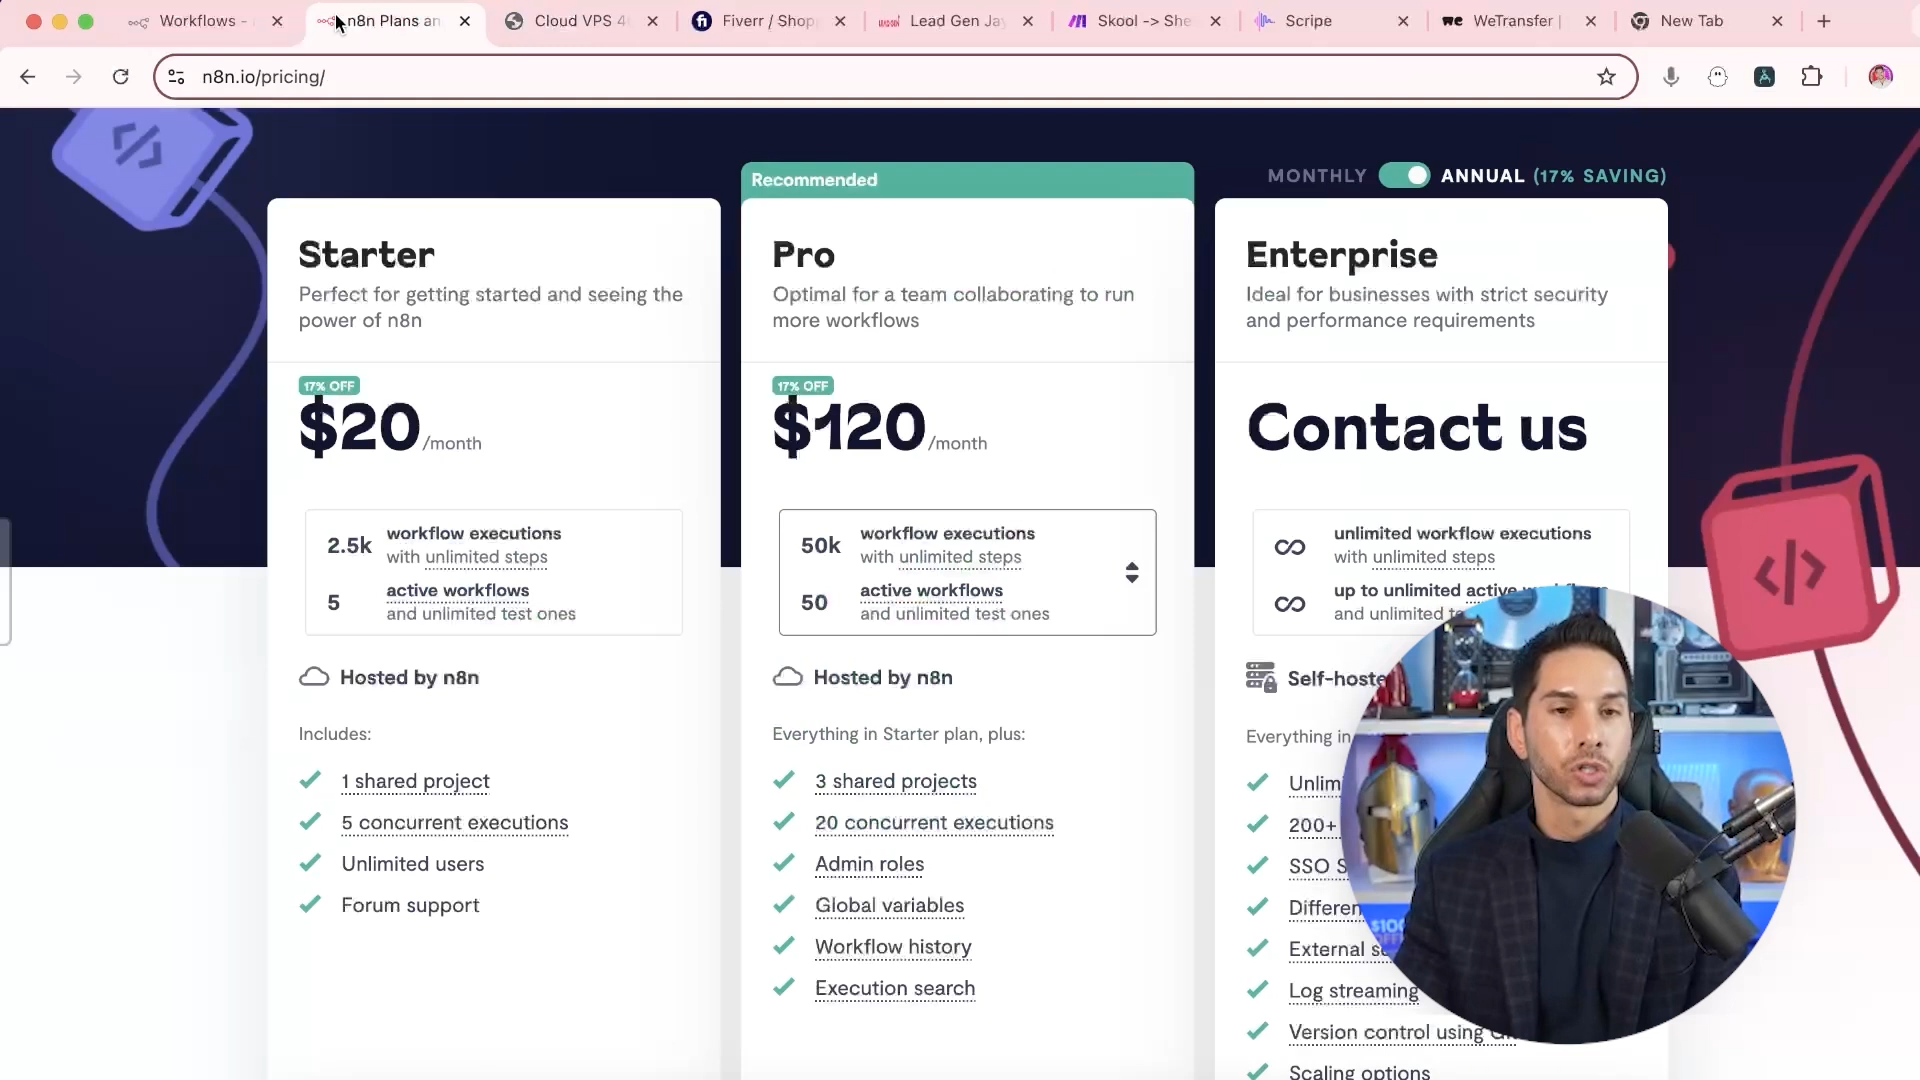 Workflows -
n8n Plans an
Cloud VPS 4
Fiverr / Shop
Lead Gen Jay
Skool -> She
Scripe
WeTransfer |
New Tab
n8n.io/pricing/
MONTHLY
ANNUAL (17% SAVING)
Recommended
Starter
Perfect for getting started and seeing the
power of n8n
17% OFF
$20 /month
2.5k workflow executions
with unlimited steps
5 active workflows
and unlimited test ones
Hosted by n8n
Includes:
1 shared project
5 concurrent executions
Unlimited users
Forum support
Pro
Optimal for a team collaborating to run
more workflows
17% OFF
$120 /month
50k workflow executions
with unlimited steps
50 active workflows
and unlimited test ones
Hosted by n8n
Everything in Starter plan, plus:
3 shared projects
20 concurrent executions
Admin roles
Global variables
Workflow history
Execution search
Enterprise
Ideal for businesses with strict security
and performance requirements
Contact us
∞ unlimited workflow executions
with unlimited steps
∞ up to unlimited active
and unlimited
Self-hoste
Everything in
Unlim
200+
SSO S
Differen
External
Log streaming
Version control using
Scaling options